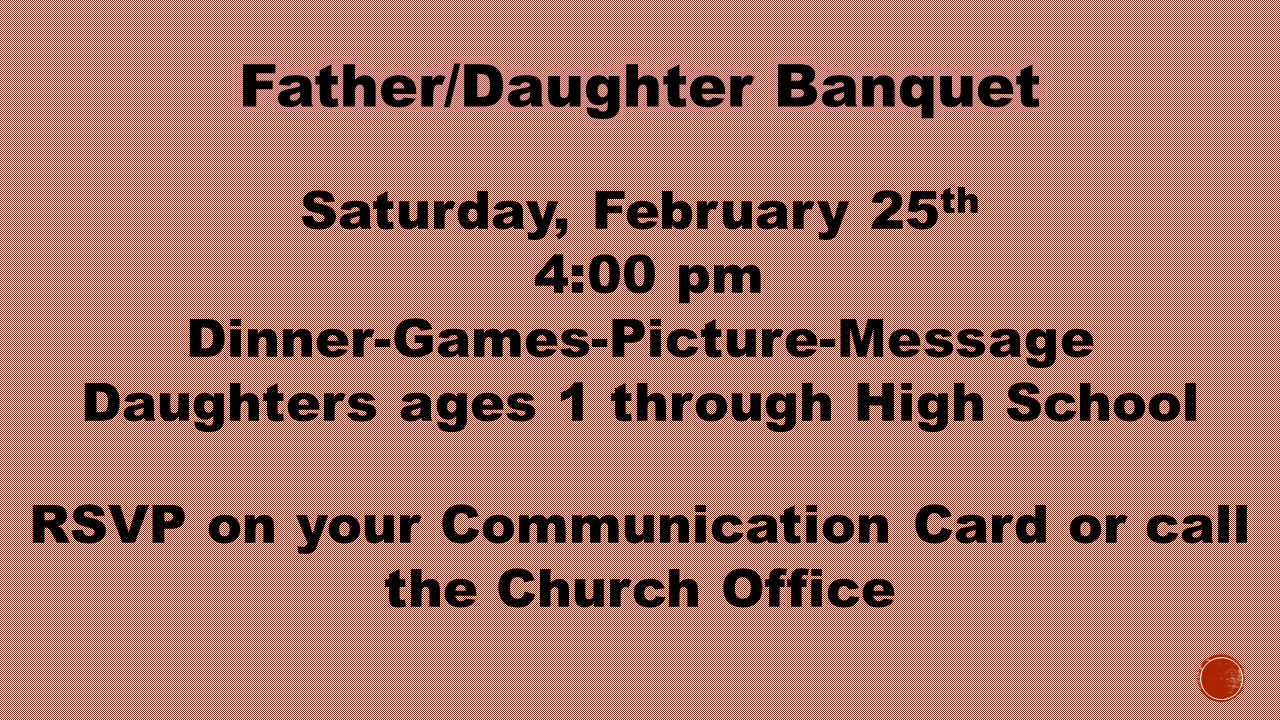 Father/Daughter Banquet
Saturday, February 25th
4:00 pm
Dinner-Games-Picture-Message
Daughters ages 1 through High School
RSVP on your Communication Card or call
the Church Office